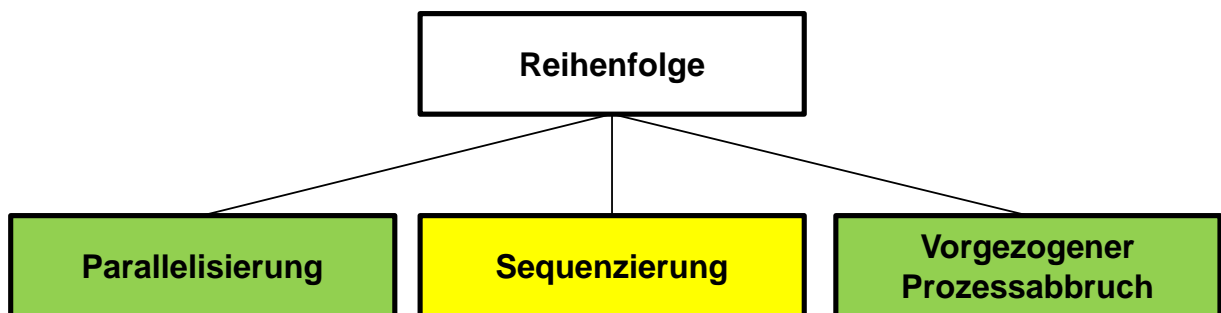 Reihenfolge
Parallelisierung
Sequenzierung
Vorgezogener
Prozessabbruch